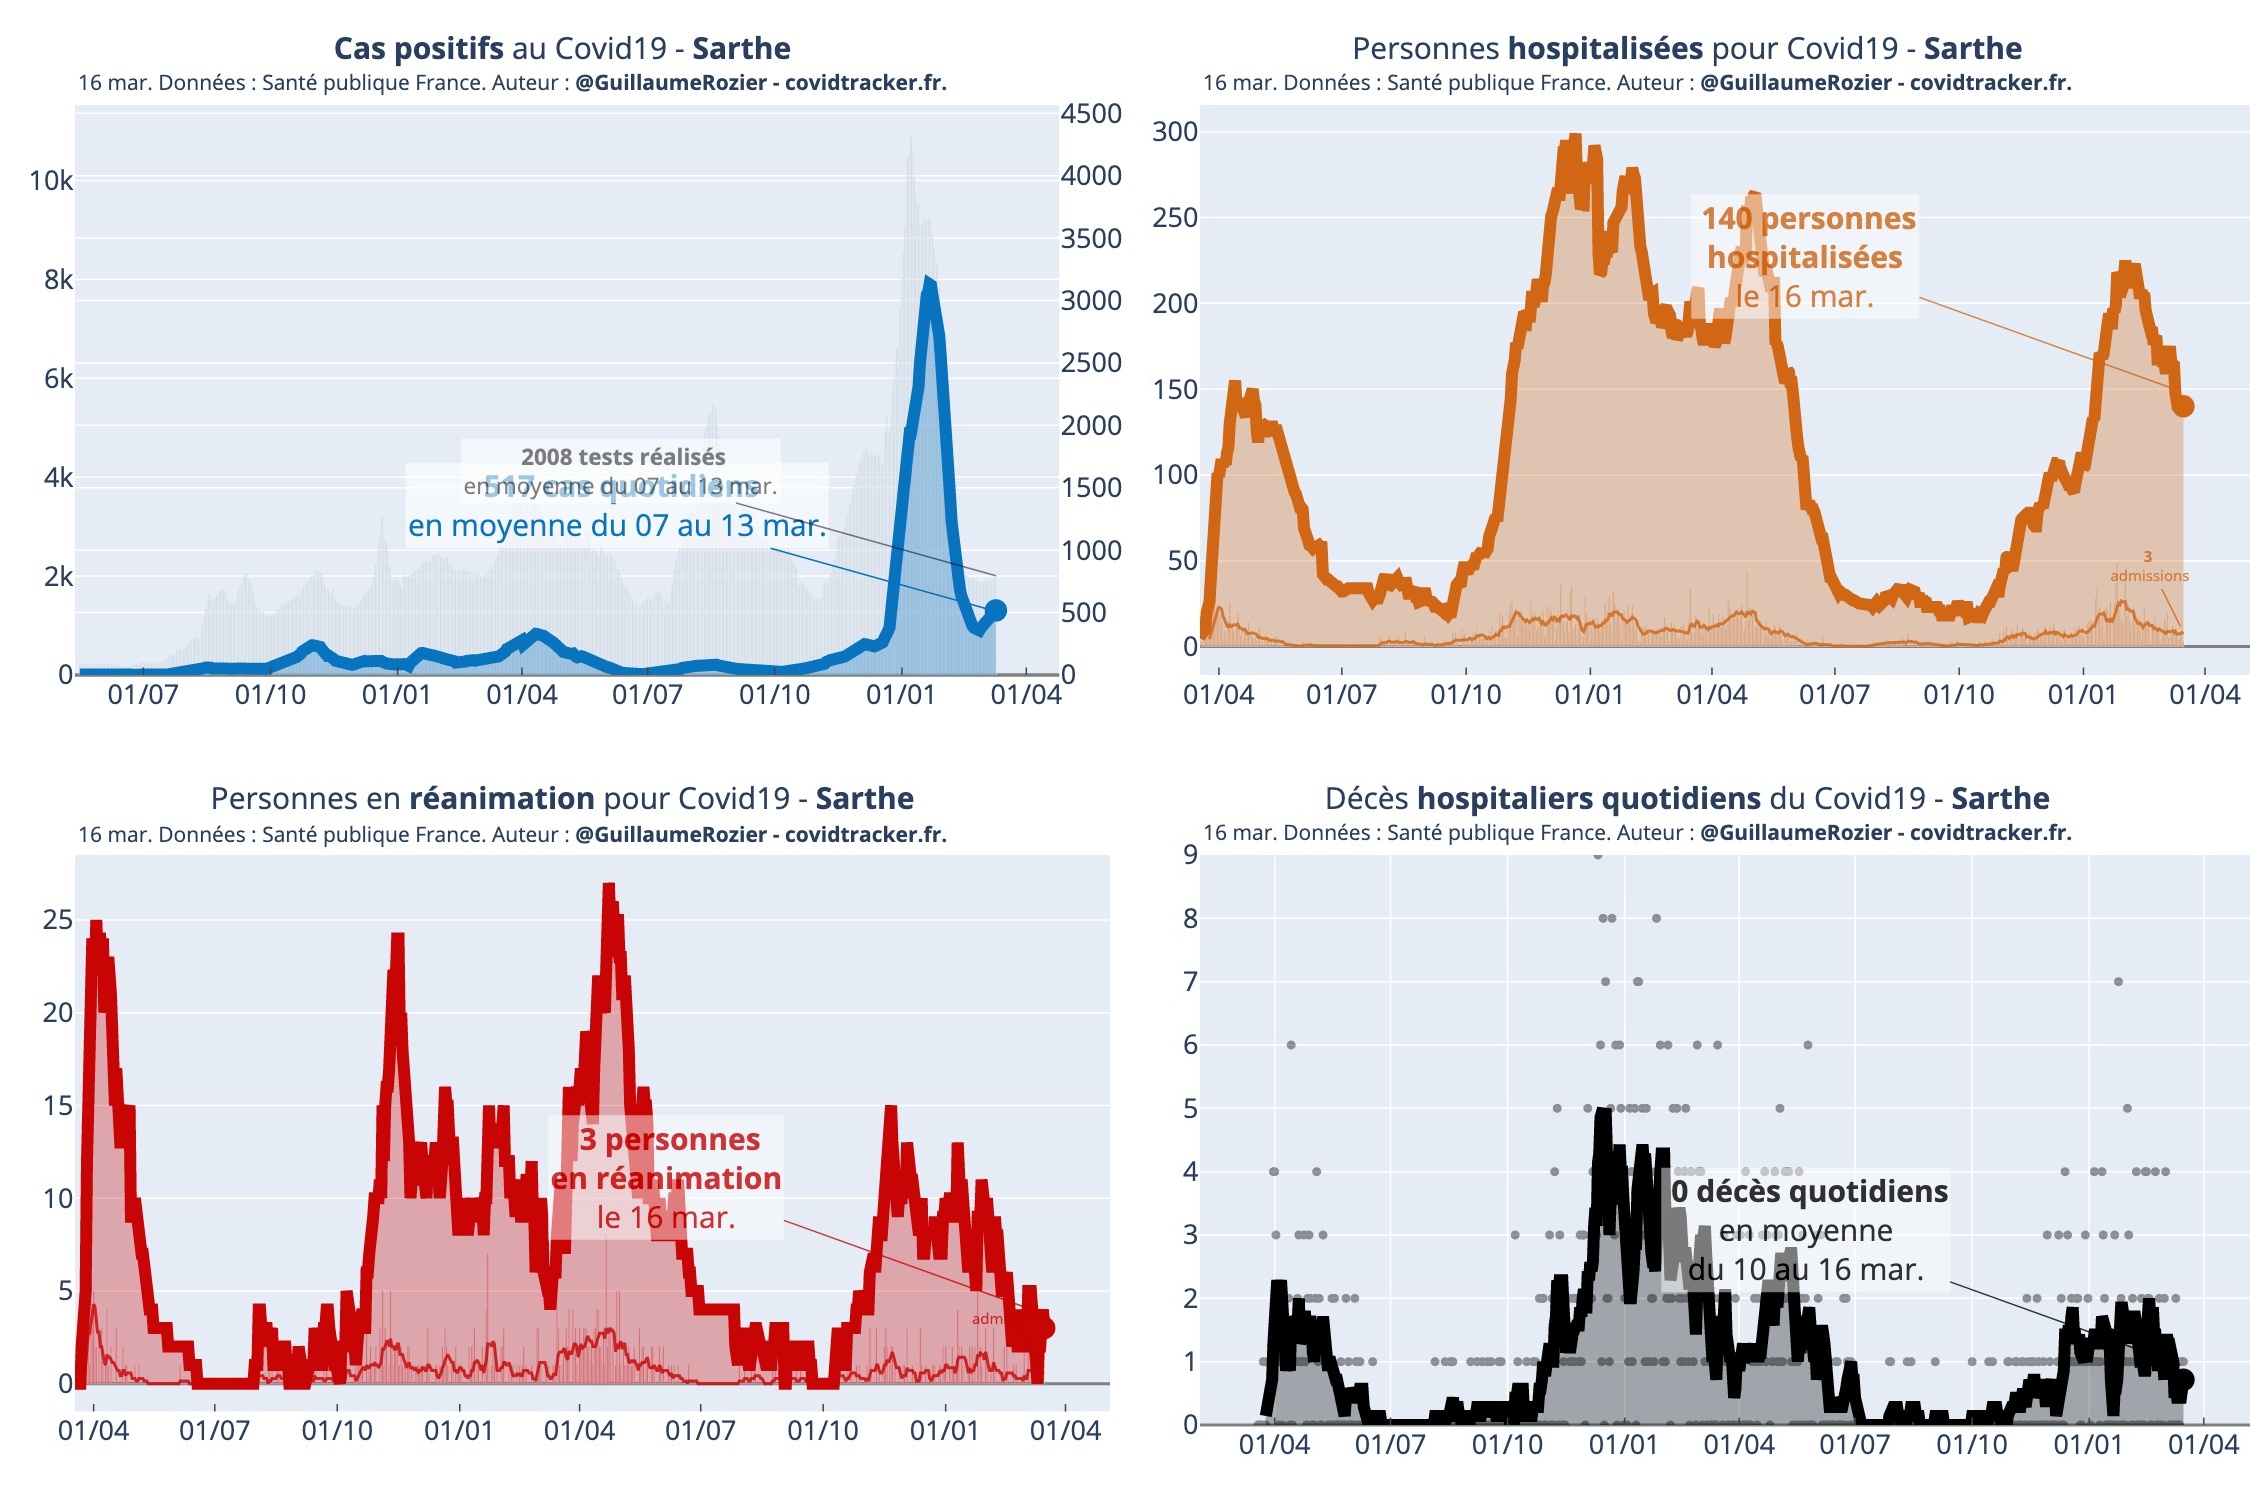 Cas positifs au Covid19 - Sarthe
16 mar. Données : Santé publique France. Auteur : @GuillaumeRozier - covidtracker.fr.
10k
8k
6k
4k
2k
0
4500
4000
3500
3000
2500
2000
1500
1000
500
0
2008 tests réalisés
en moyenne du 07 au 13 mar.
517 cas quotidiens
en moyenne du 07 au 13 mar.
01/07 01/10 01/01 01/04 01/07 01/10 01/01 01/04
Personnes hospitalisées pour Covid19 - Sarthe
16 mar. Données : Santé publique France. Auteur : @GuillaumeRozier - covidtracker.fr.
300
250
200
150
100
50
0
140 personnes
hospitalisées
le 16 mar.
3
admissions
01/04 01/07 01/10 01/01 01/04 01/07 01/10 01/01 01/04
Personnes en réanimation pour Covid19 - Sarthe
16 mar. Données : Santé publique France. Auteur : @GuillaumeRozier - covidtracker.fr.
25
20
15
10
5
0
3 personnes
en réanimation
le 16 mar.
01/04 01/07 01/10 01/01 01/04 01/07 01/10 01/01 01/04
Décès hospitaliers quotidiens du Covid19 - Sarthe
16 mar. Données : Santé publique France. Auteur : @GuillaumeRozier - covidtracker.fr.
9
8
7
6
5
4
3
2
1
0
0 décès quotidiens
en moyenne
du 10 au 16 mar.
01/04 01/07 01/10 01/01 01/04 01/07 01/10 01/01 01/04